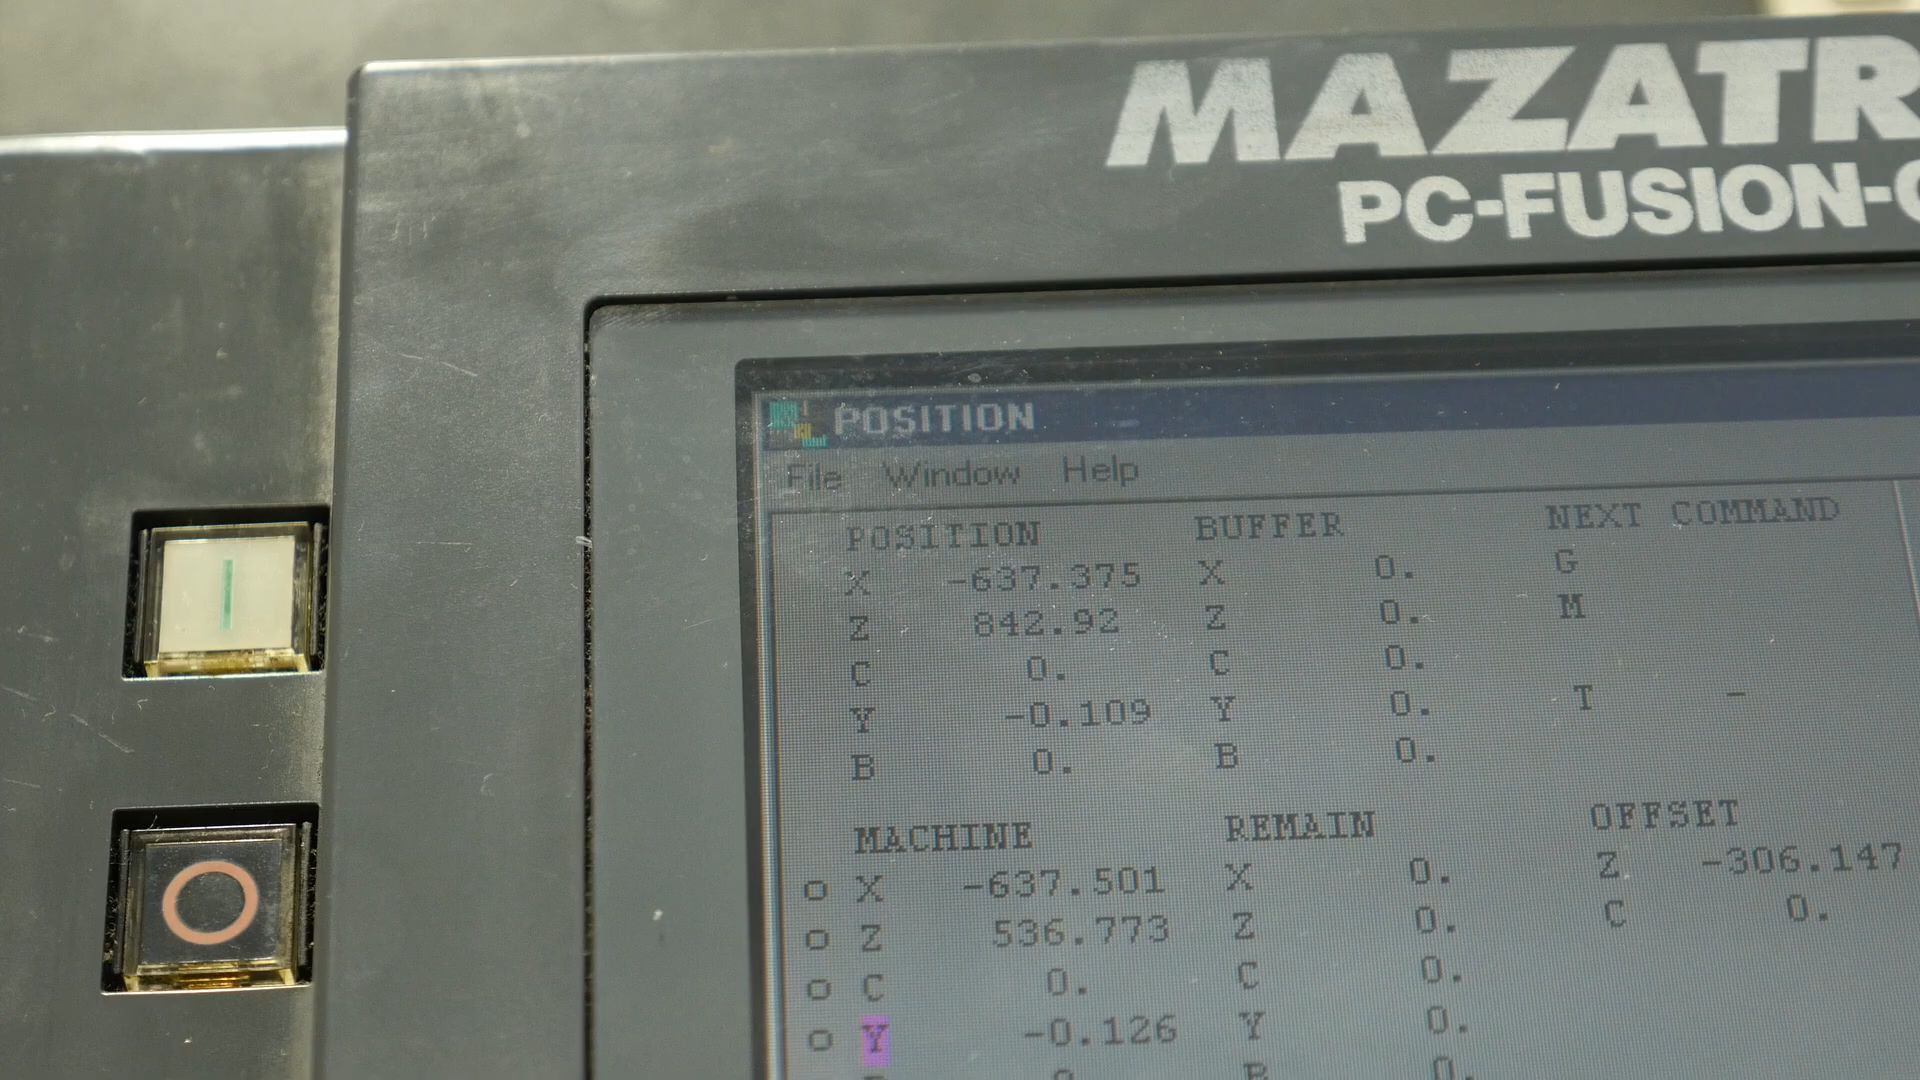 MAZATR
PC-FUSION-C
POSITION
File Window Help
POSITION BUFFER NEXT COMMAND
X -637.375 X 0. G
Z 842.92 Z 0. M
C 0. C 0.
Y -0.109 Y 0. T -
B 0. B 0.
MACHINE REMAIN OFFSET
o X -637.501 X 0. Z -306.147
o Z 536.773 Z 0. C 0.
o C 0. C 0.
o Y -0.126 Y 0.
B 0.